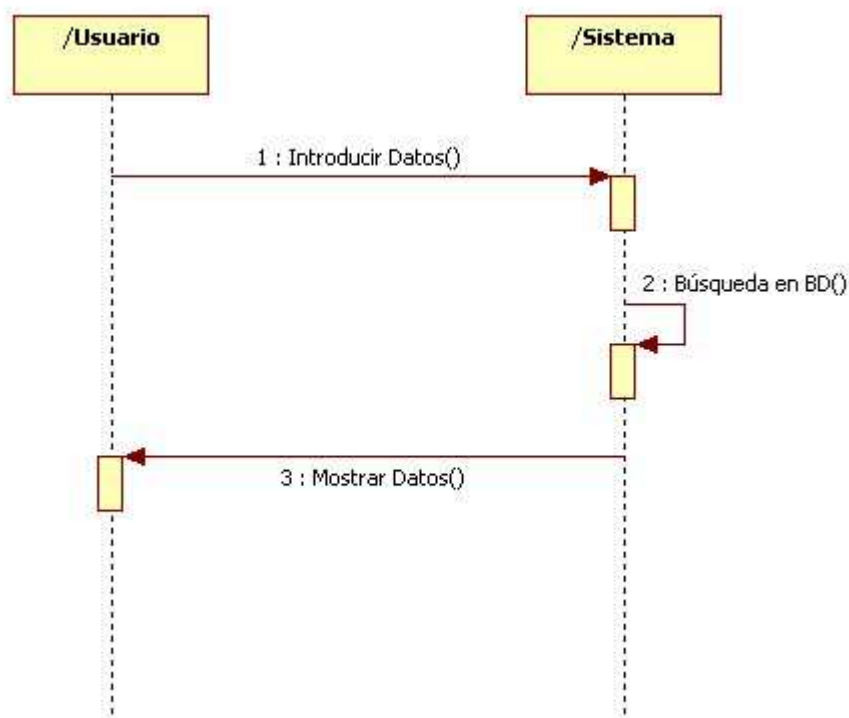 /Usuario
/Sistema
1 : Introducir Datos()
2 : Búsqueda en BD()
3 : Mostrar Datos()